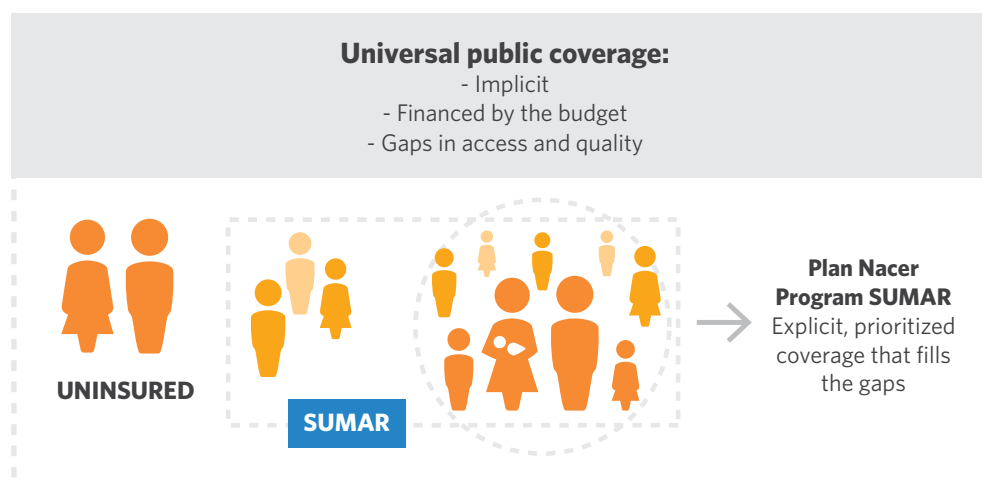 Universal public coverage:
- Implicit
- Financed by the budget
- Gaps in access and quality
UNINSURED
SUMAR
Plan Nacer
Program SUMAR
Explicit, prioritized
coverage that fills
the gaps